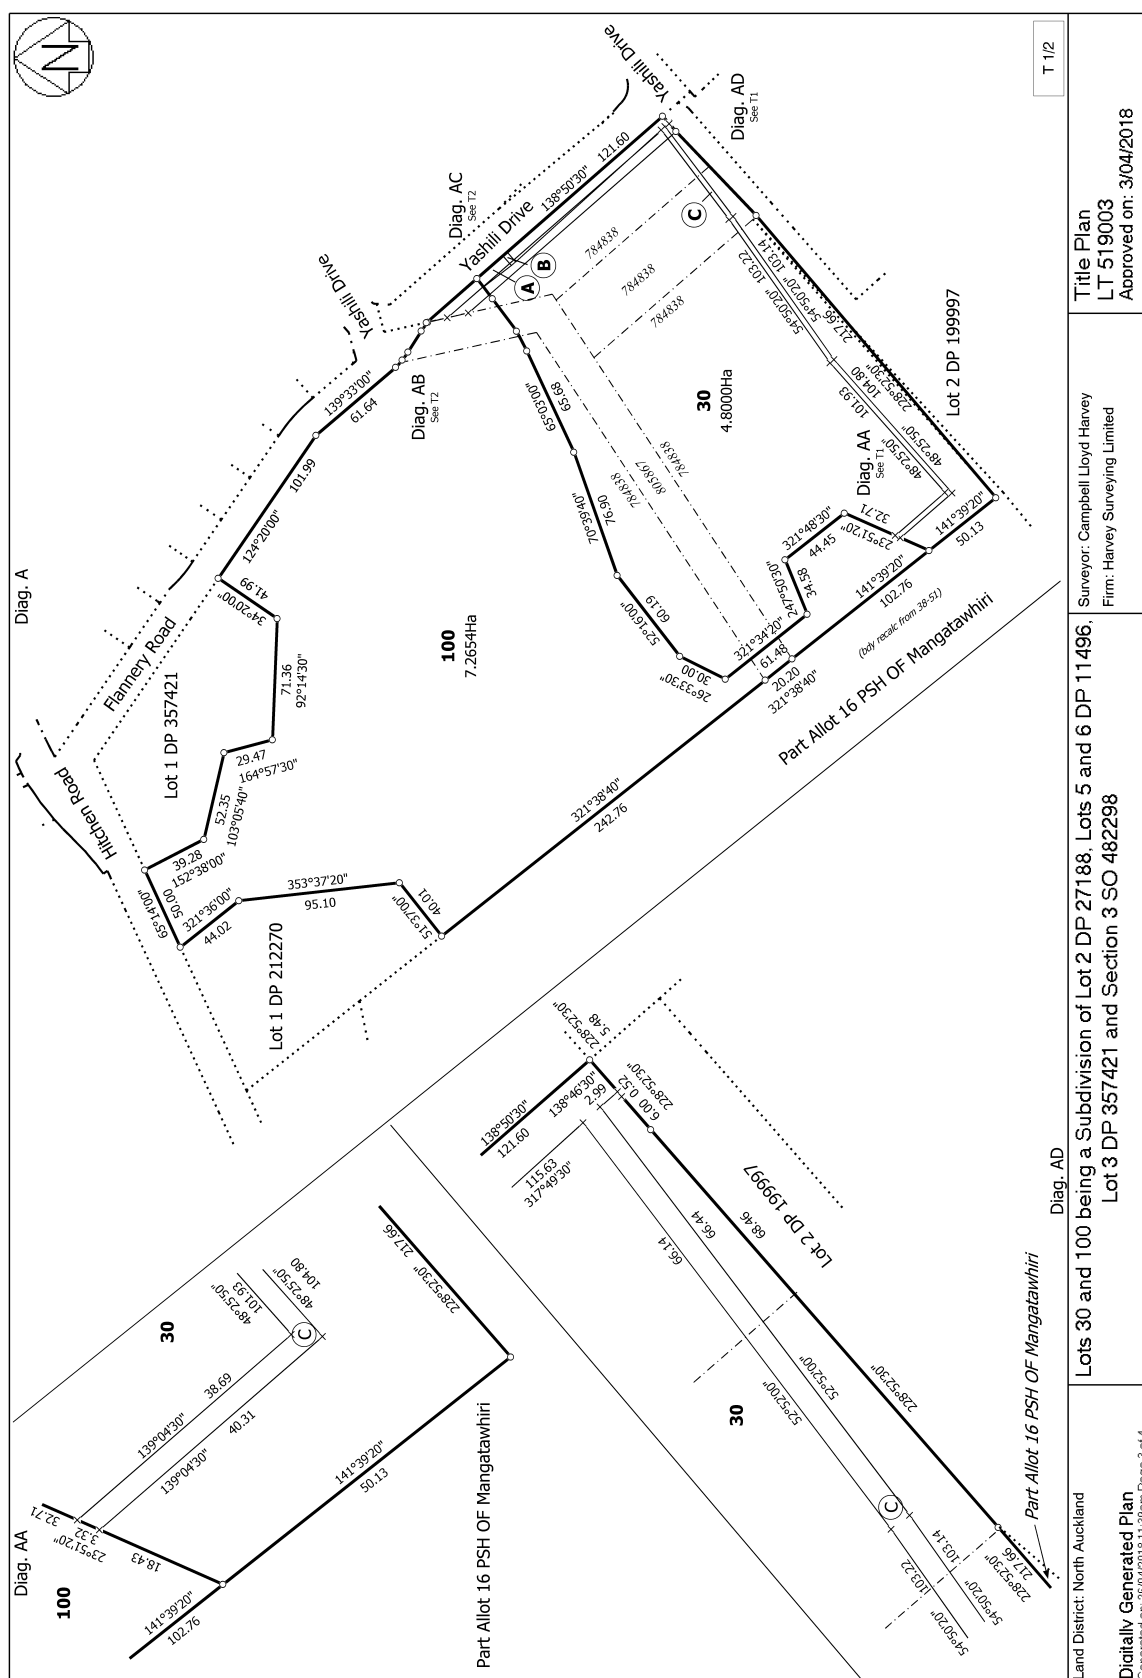 N
T 1/2
Diag. A
Hitchen Road
Flannery Road
Yashili Drive
Yashili Drive
Yashili Drive
Lot 1 DP 357421
Lot 1 DP 212270
65°14'00"
50.00
39.28
152°38'00"
52.35
103°05'40"
29.47
164°57'30"
71.36
92°14'30"
34°20'00"
41.99
124°20'00"
101.99
139°33'00"
61.64
321°36'00"
44.02
353°37'20"
95.10
51°37'00"
40.01
321°38'40"
242.76
100
7.2654Ha
Diag. AB
See T2
Diag. AC
See T2
Diag. AD
See T1
138°50'30"
121.60
A
B
C
784838
784838
784838
784838
805567
784838
65°03'00"
65.68
70°39'40"
76.90
52°16'00"
60.19
30.00
26°33'30"
321°34'20"
61.48
20.20
321°38'40"
247°50'30"
34.58
321°48'30"
44.45
32.71
23°51'20"
Diag. AA
See T1
30
4.8000Ha
103.22
54°50'20"
103.14
54°50'20"
217.66
228°52'30"
104.80
101.93
48°25'50"
48°25'50"
141°39'20"
50.13
141°39'20"
102.76
(bdy recalc from 38-51)
Lot 2 DP 199997
Part Allot 16 PSH OF Mangatawhiri
Diag. AA
100
30
32.71
3.32
23°51'20"
18.43
139°04'30"
38.69
139°04'30"
40.31
C
48°25'50"
101.93
48°25'50"
104.80
217.66
228°52'30"
141°39'20"
50.13
141°39'20"
102.76
Part Allot 16 PSH OF Mangatawhiri
Diag. AD
138°50'30"
121.60
138°46'30"
2.99
228°52'30"
5.48
0.52
6.00
228°52'30"
115.63
317°49'30"
66.14
66.44
68.46
Lot 2 DP 199997
52°52'00"
52°52'00"
228°52'30"
30
C
103.22
54°50'20"
103.14
54°50'20"
217.66
228°52'30"
Part Allot 16 PSH OF Mangatawhiri
Land District: North Auckland
Digitally Generated Plan
Generated on: 26/04/2018 11:38am Page 3 of 4
Lots 30 and 100 being a Subdivision of Lot 2 DP 27188, Lots 5 and 6 DP 11496,
Lot 3 DP 357421 and Section 3 SO 482298
Surveyor: Campbell Lloyd Harvey
Firm: Harvey Surveying Limited
Title Plan
LT 519003
Approved on: 3/04/2018